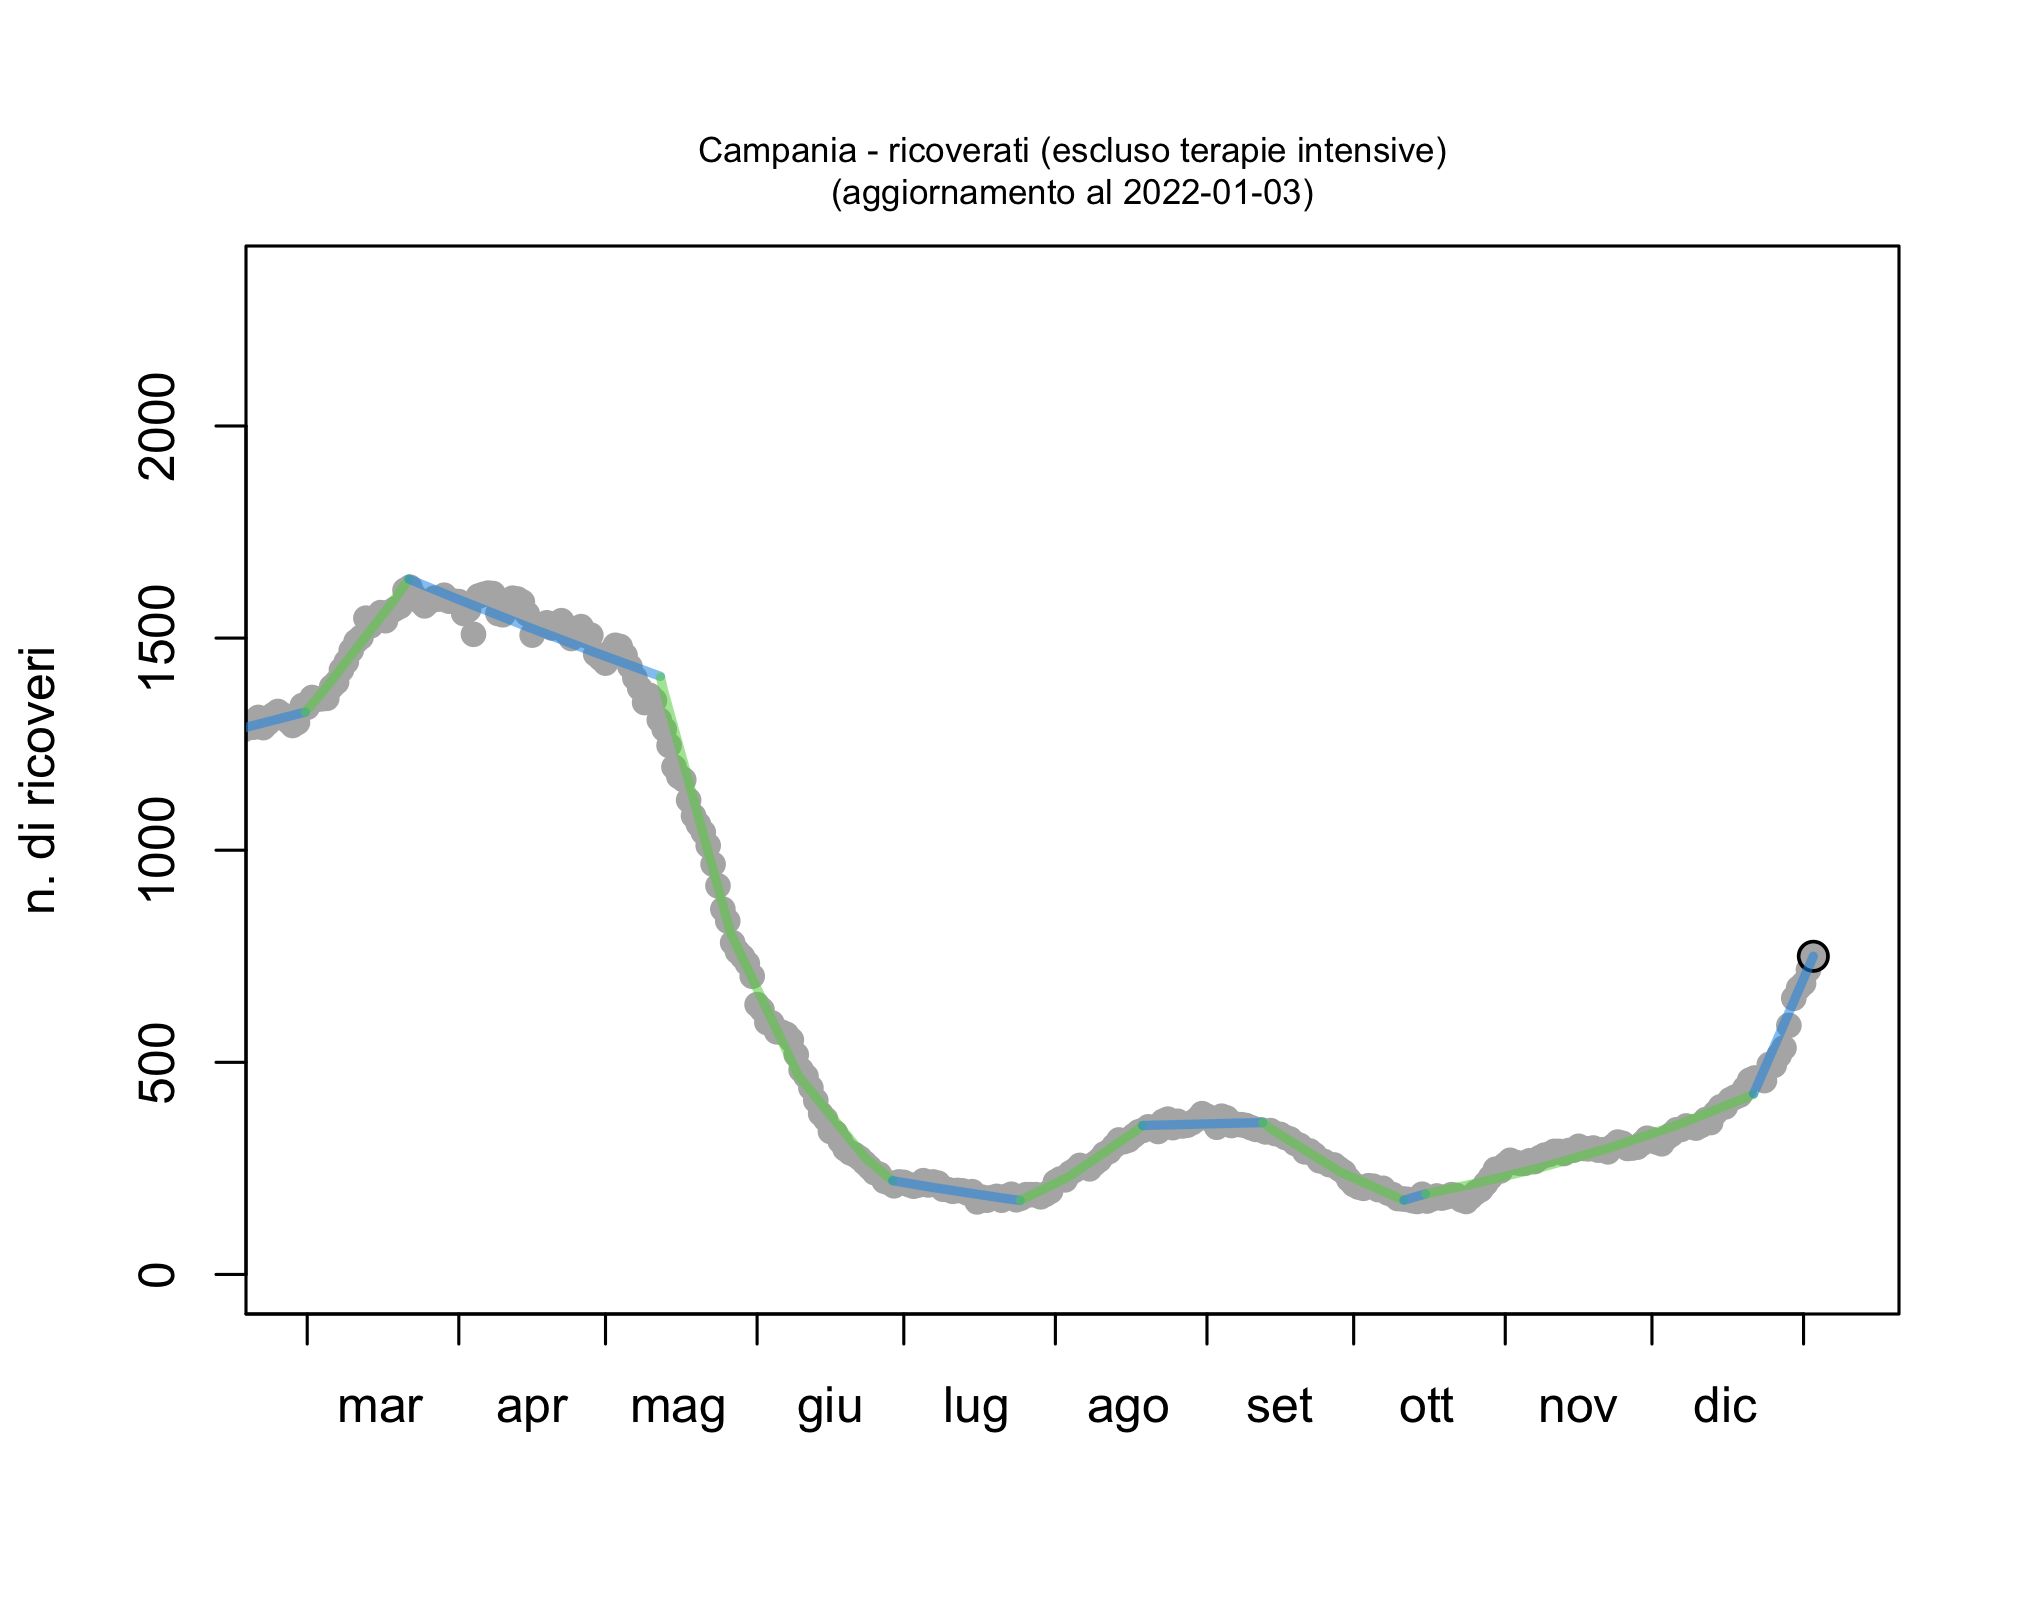 Campania - ricoverati (escluso terapie intensive)
(aggiornamento al 2022-01-03)
n. di ricoveri
2000
1500
1000
500
0
mar apr mag giu lug ago set ott nov dic